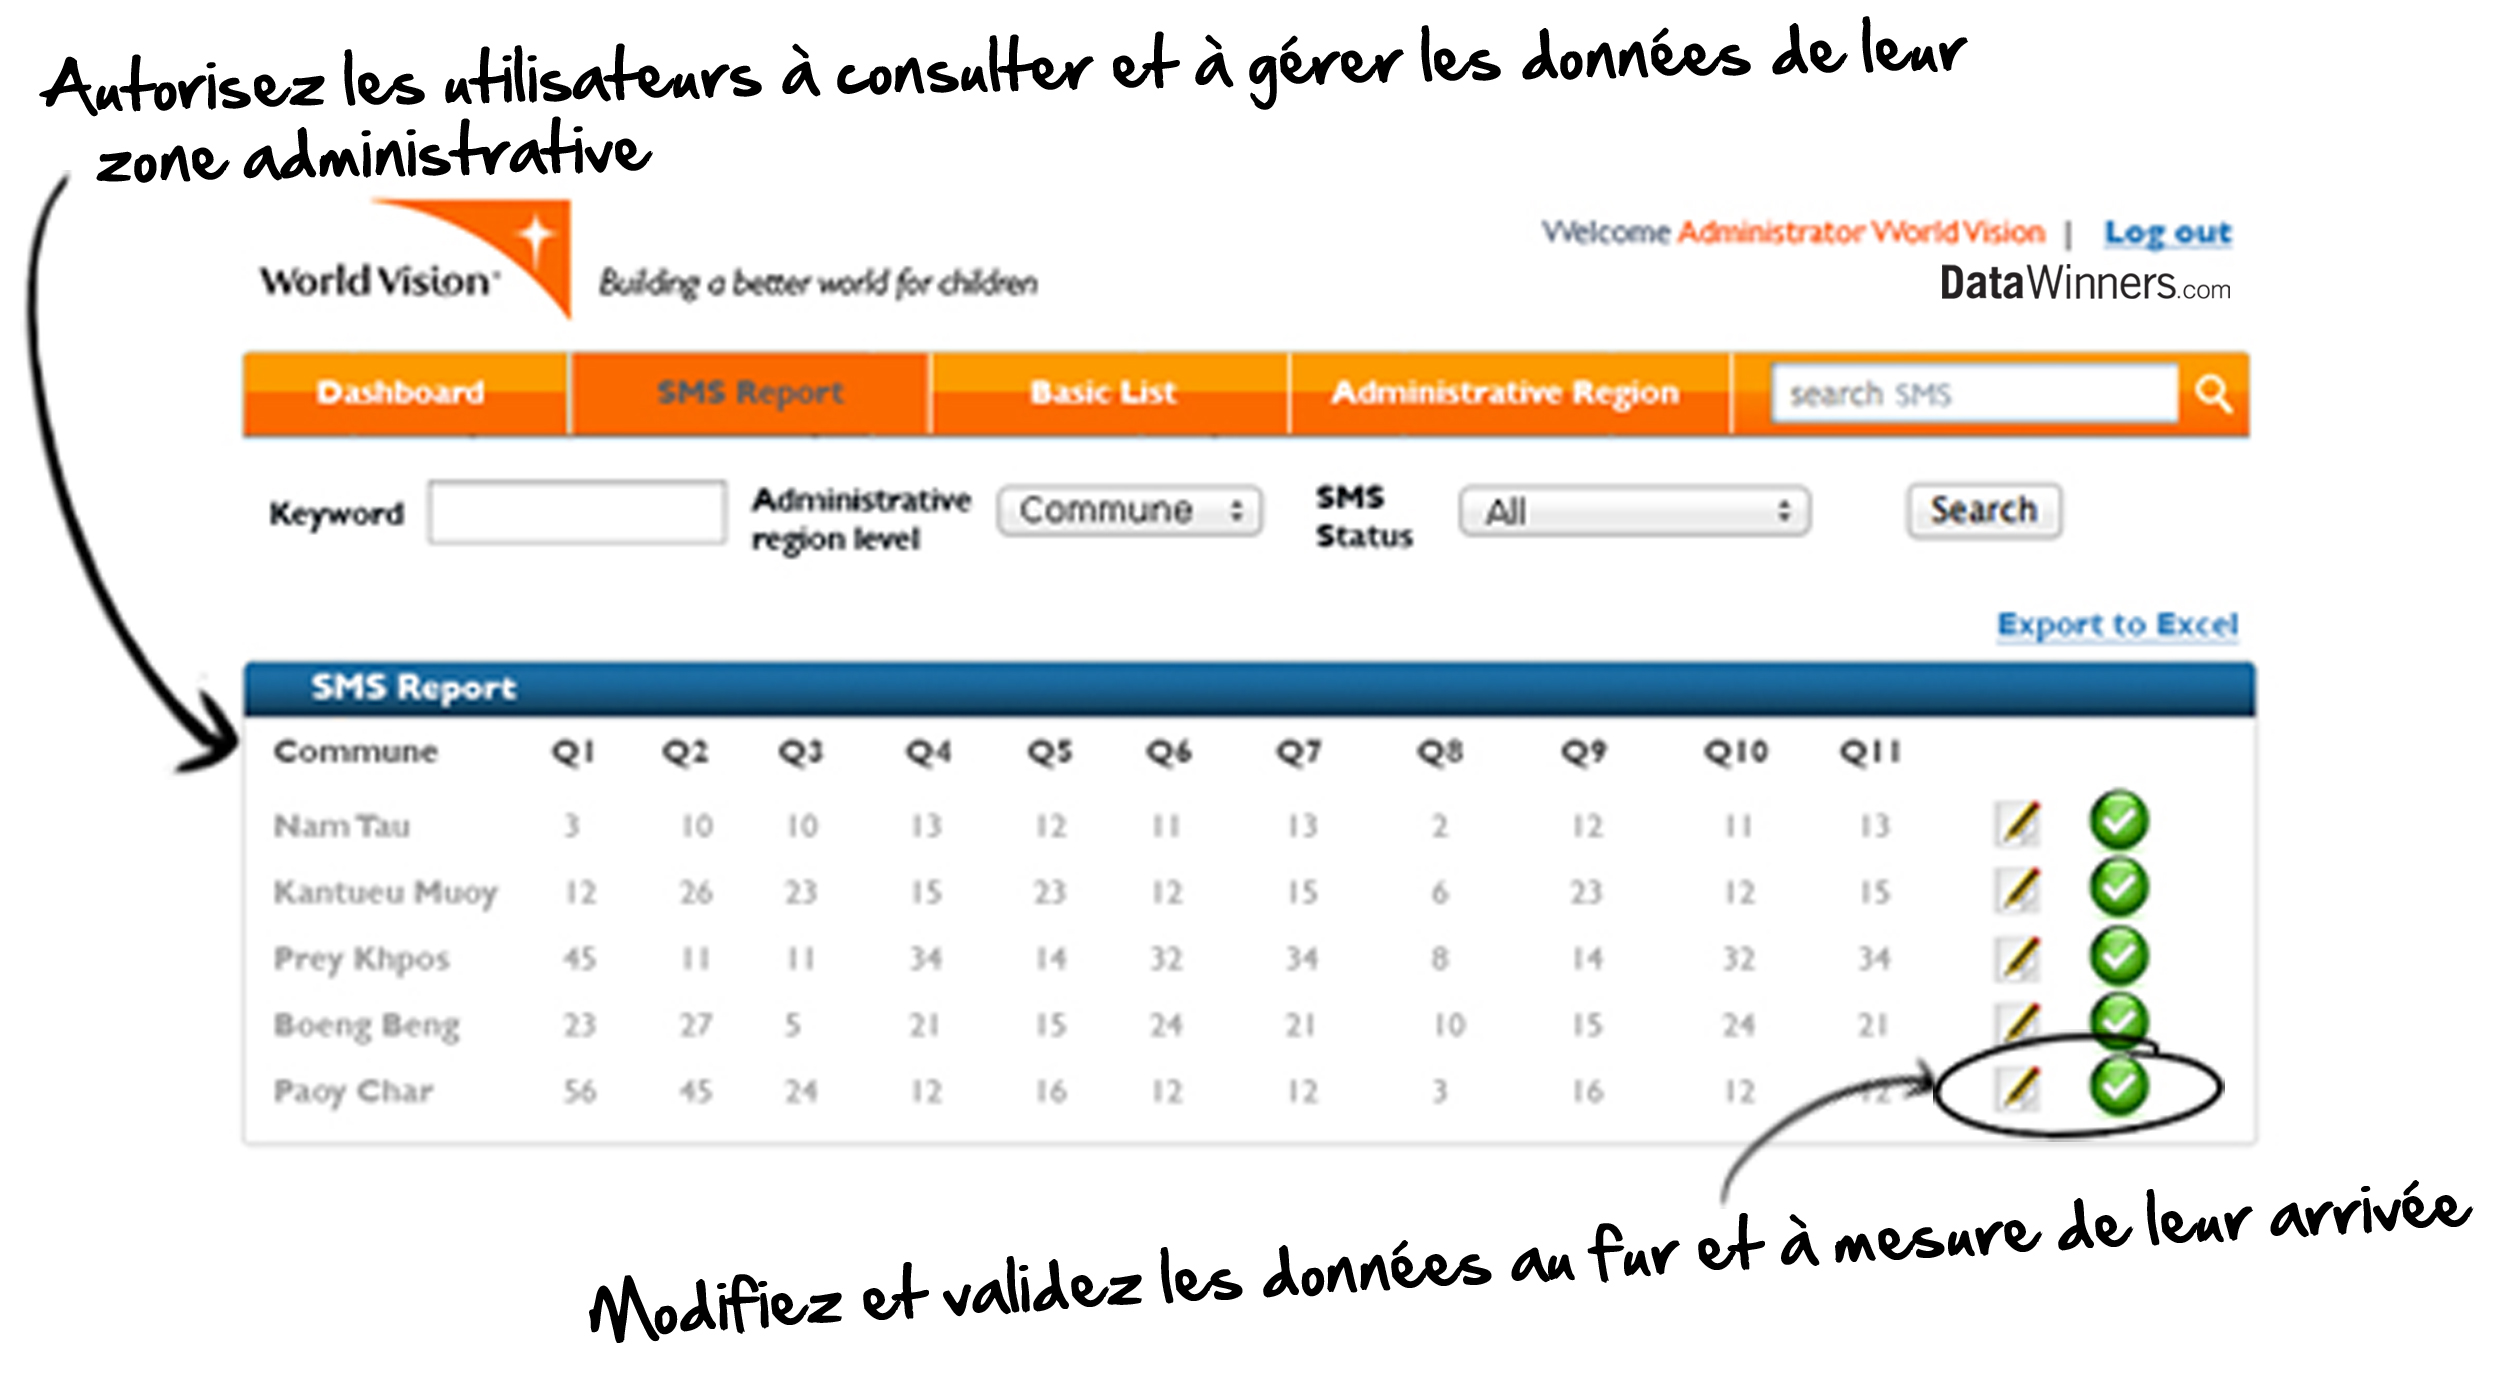 Autorisez les utilisateurs à consulter et à gérer les données de leur
zone administrative
World Vision
Building a better world for children
Welcome Administrator World Vision | Log out
DataWinners.com
Dashboard SMS Report Basic List Administrative Region search SMS
Keyword Administrative region level Commune SMS Status All Search
Export to Excel
SMS Report
Commune Q1 Q2 Q3 Q4 Q5 Q6 Q7 Q8 Q9 Q10 Q11
Nam Tau 3 10 10 13 12 11 13 2 12 11 13
Kantueu Muoy 12 26 23 15 23 12 15 6 23 12 15
Prey Khpos 45 11 11 34 14 32 34 8 14 32 34
Boeng Beng 23 27 5 21 15 24 21 10 15 24 21
Paoy Char 56 45 24 12 16 12 12 3 16 12 12
Modifiez et validez les données au fur et à mesure de leur arrivée